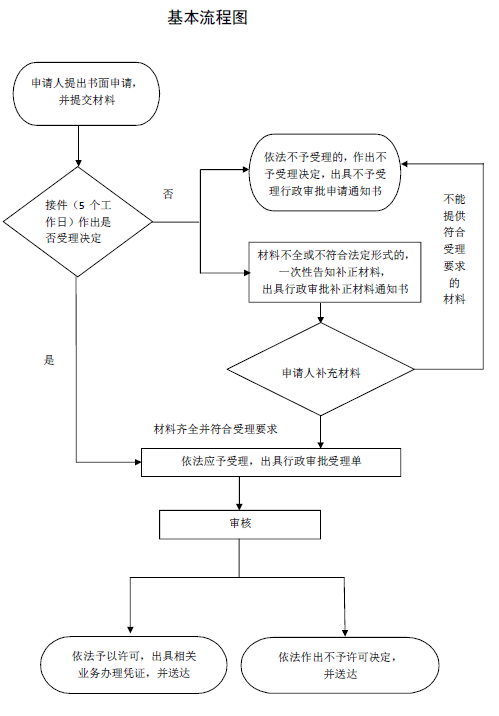 基本流程图
申请人提出书面申请，
并提交材料
接件（5 个工
作日）作出是
否受理决定
否
依法不予受理的，作出不
予受理决定，出具不予受
理行政审批申请通知书
不能
提供
符合
受理
要求
的
材料
材料不全或不符合法定形式的，
一次性告知补正材料，
出具行政审批补正材料通知书
是
申请人补充材料
材料齐全并符合受理要求
依法应予受理，出具行政审批受理单
审核
依法予以许可，出具相关
业务办理凭证，并送达
依法作出不予许可决定，
并送达